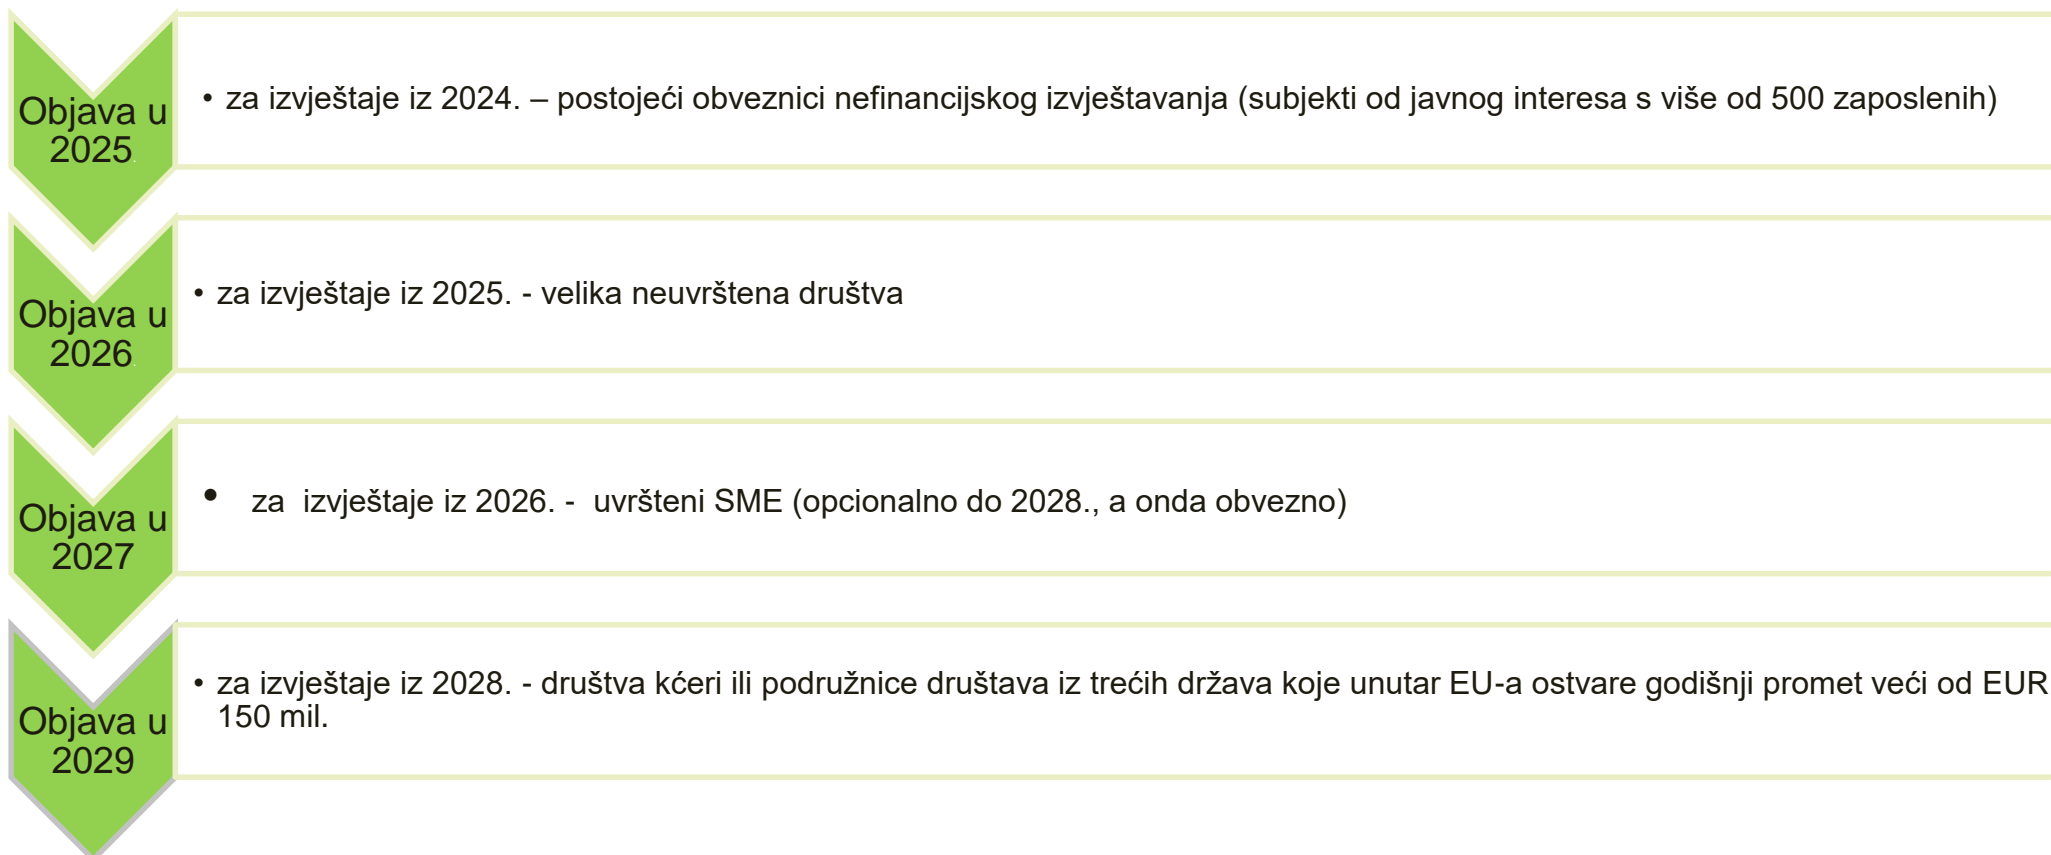 Objava u
2025.
• za izvještaje iz 2024. – postojeći obveznici nefinancijskog izvještavanja (subjekti od javnog interesa s više od 500 zaposlenih)
Objava u
2026.
• za izvještaje iz 2025. - velika neuvrštena društva
Objava u
2027
• za izvještaje iz 2026. - uvršteni SME (opcionalno do 2028., a onda obvezno)
Objava u
2029
• za izvještaje iz 2028. - društva kćeri ili podružnice društava iz trećih država koje unutar EU-a ostvare godišnji promet veći od EUR
150 mil.